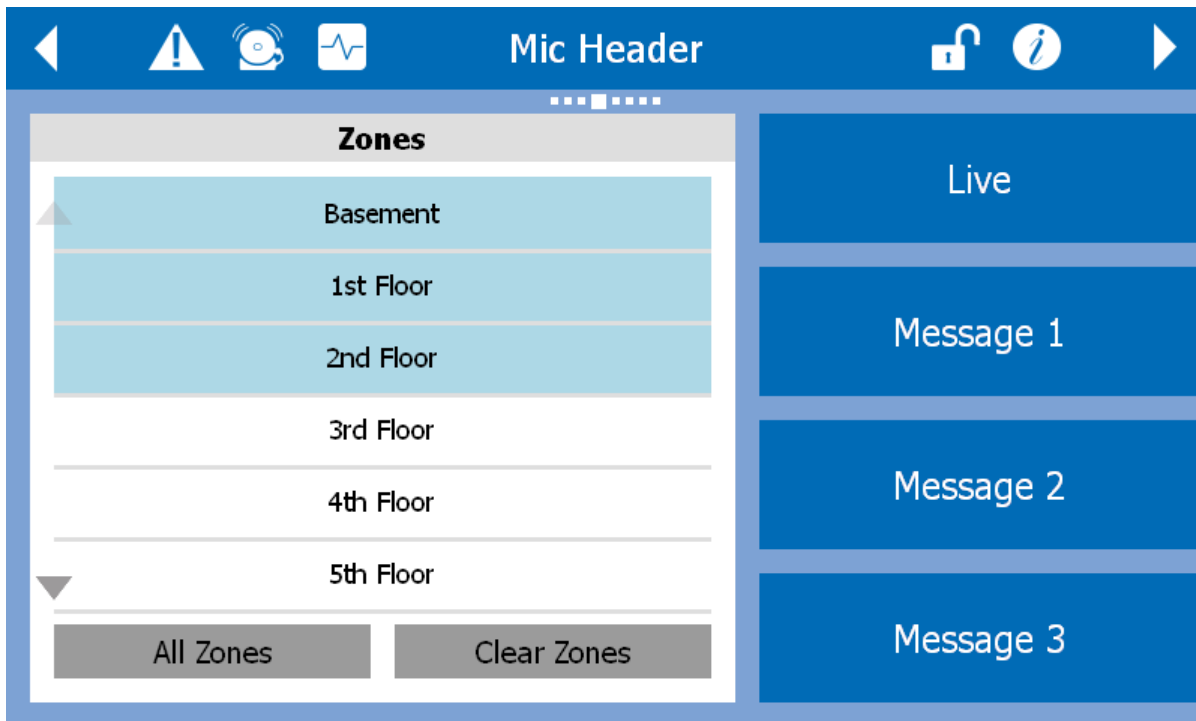 Mic Header
Zones
Basement
1st Floor
2nd Floor
3rd Floor
4th Floor
5th Floor
All Zones
Clear Zones
Live
Message 1
Message 2
Message 3